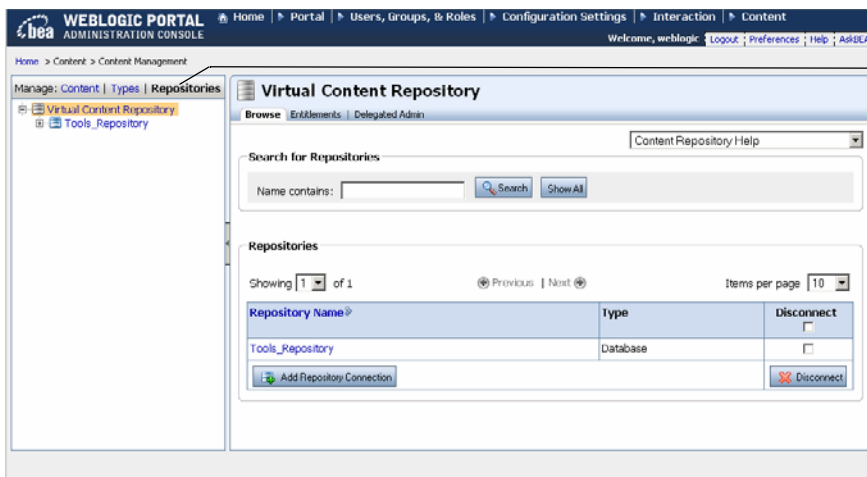 bea WEBLOGIC PORTAL
ADMINISTRATION CONSOLE
Home | Portal | Users, Groups, & Roles | Configuration Settings | Interaction | Content
Welcome, weblogic Logout Preferences Help AskBEA
Home > Content > Content Management
Manage: Content | Types | Repositories
Virtual Content Repository
Tools_Repository
Virtual Content Repository
Browse Entitlements | Delegated Admin
Content Repository Help
Search for Repositories
Name contains: Search Show All
Repositories
Showing 1 of 1 Previous | Next Items per page 10
Repository Name Type Disconnect
Tools_Repository Database
Add Repository Connection Disconnect